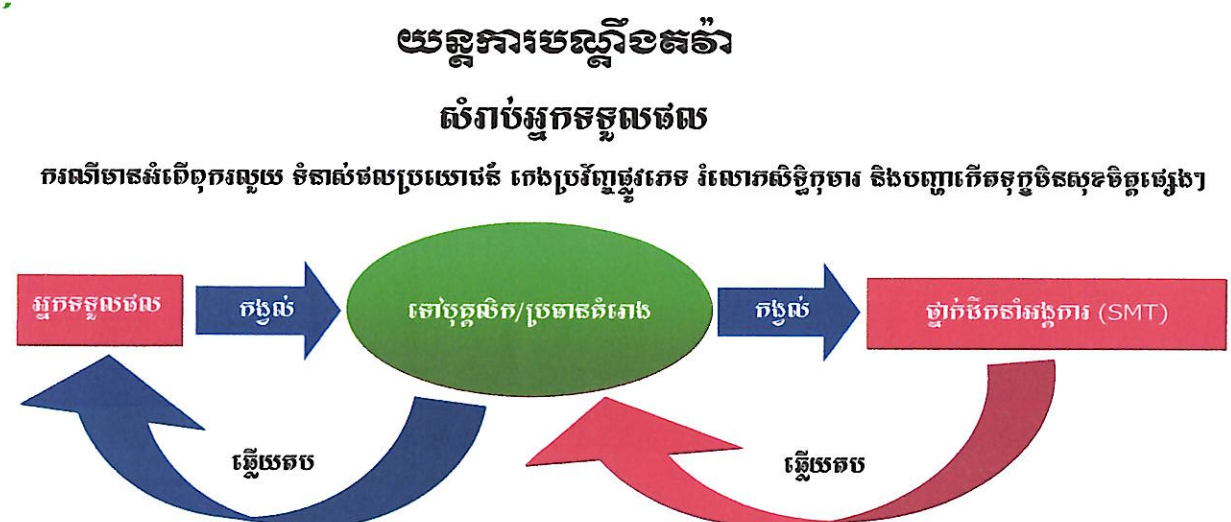 យន្តការបណ្តឹងតវ៉ា
សំរាប់អ្នកទទួលផល
ករណីមានអំពើពុករលួយ ទំនាស់ផលប្រយោជន៍ កេងប្រវ័ញ្ចផ្លូវភេទ រំលោភសិទ្ធិកុមារ និងបញ្ហាកើតទុក្ខមិនសុខចិត្តផ្សេងៗ
អ្នកទទួលផល
កង្វល់
ទៅបុគ្គលិក/ប្រធានគំរោង
កង្វល់
ថ្នាក់ដឹកនាំអង្គការ (SMT)
ឆ្លើយតប
ឆ្លើយតប